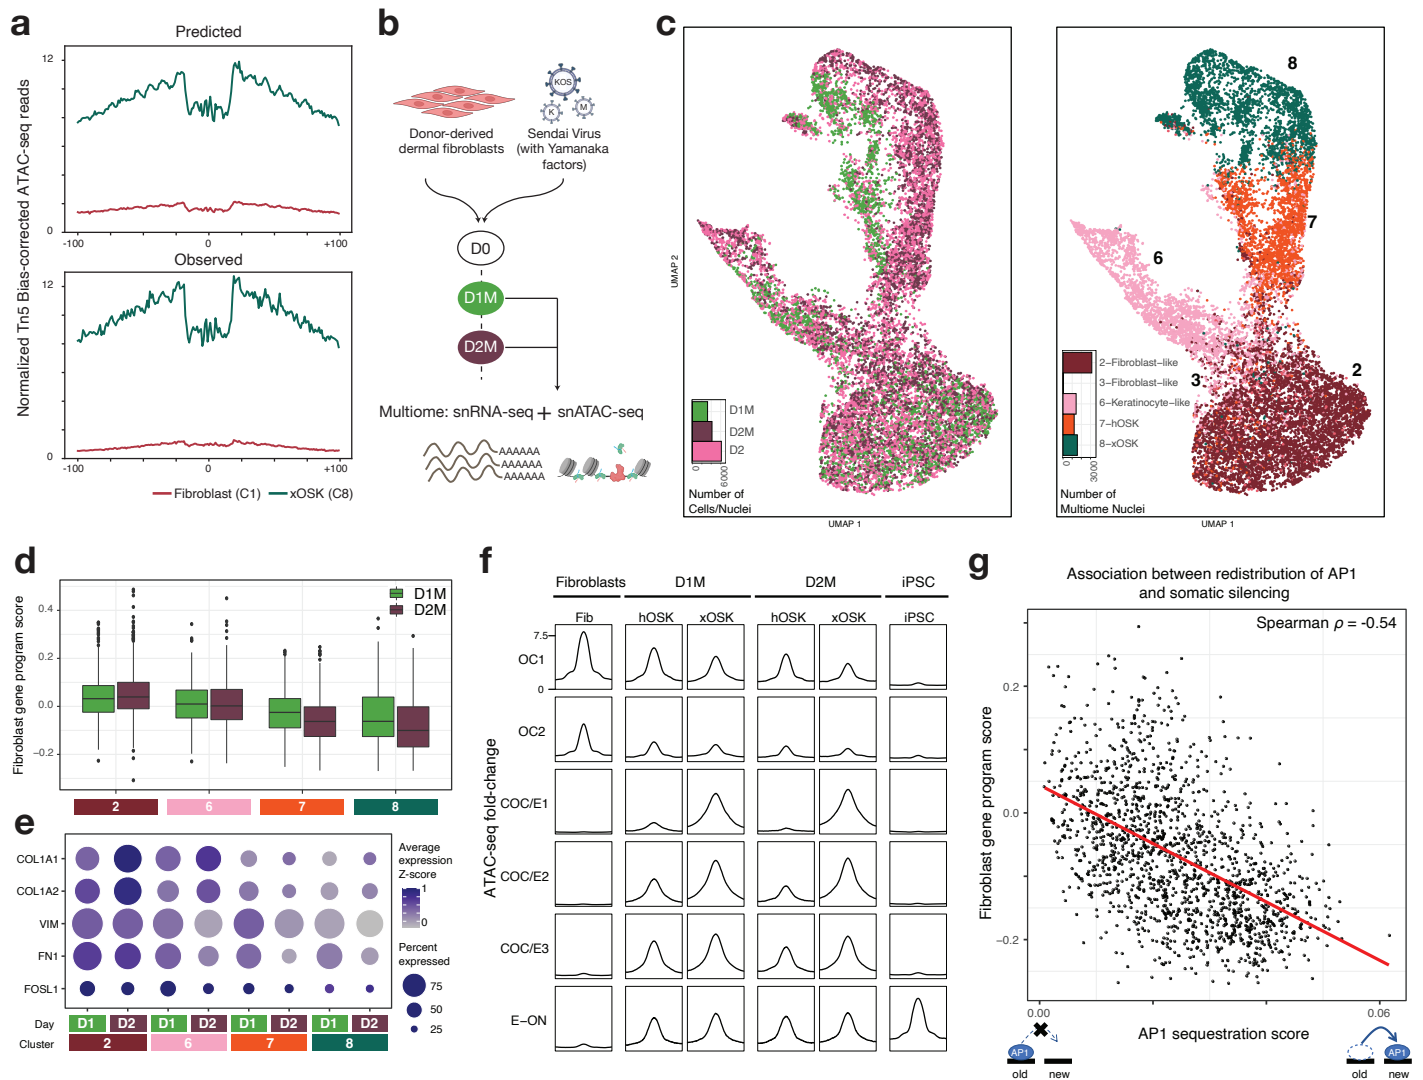 a
Predicted
Normalized Tn5 Bias-corrected ATAC-seq reads
12
0
-100
0
+100
Observed
12
0
-100
0
+100
Fibroblast (C1)
xOSK (C8)
b
KOS
K
M
Donor-derived
dermal fibroblasts
Sendai Virus
(with Yamanaka
factors)
D0
D1M
D2M
Multiome: snRNA-seq + snATAC-seq
AAAAAA
AAAAAA
AAAAAA
c
UMAP 2
D1M
D2M
D2
0
6000
Number of
Cells/Nuclei
UMAP 1
8
7
6
3
2
2-Fibroblast-like
3-Fibroblast-like
6-Keratinocyte-like
7-hOSK
8-xOSK
0
3000
Number of
Multiome Nuclei
UMAP 1
d
Fibroblast gene program score
0.4
0.2
0.0
-0.2
D1M
D2M
2
6
7
8
e
COL1A1
COL1A2
VIM
FN1
FOSL1
Day
D1
D2
D1
D2
D1
D2
D1
D2
Cluster
2
6
7
8
Average
expression
Z-score
1
0
Percent
expressed
75
50
25
f
Fibroblasts
D1M
D2M
iPSC
Fib
hOSK
xOSK
hOSK
xOSK
iPSC
ATAC-seq fold-change
7.5
OC1
0
OC2
COC/E1
COC/E2
COC/E3
E-ON
g
Association between redistribution of AP1
and somatic silencing
Spearman ρ = -0.54
Fibroblast gene program score
0.2
0.0
-0.2
0.00
0.06
AP1 sequestration score
AP1
old
new
AP1
old
new